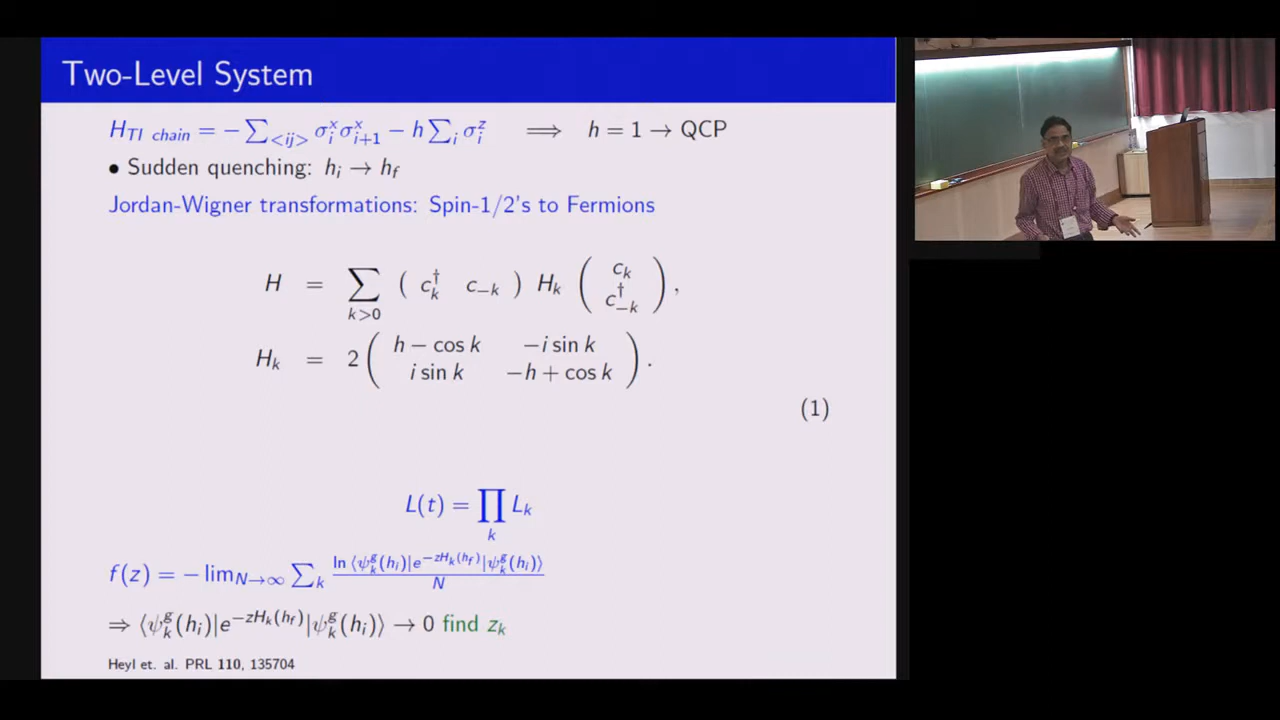 Two-Level System
H_{TI chain} = −∑_{<ij>} σ_i^x σ_{i+1}^x − h ∑_i σ_i^z ⟹ h = 1 → QCP
• Sudden quenching: h_i → h_f
Jordan-Wigner transformations: Spin-1/2's to Fermions
H = ∑_{k>0} ( c_k^† c_{−k} ) H_k ( c_k c_{−k}^† ) ,
H_k = 2 ( h − cos k −i sin k
i sin k −h + cos k ) .
(1)
L(t) = ∏_k L_k
f(z) = − lim_{N→∞} ∑_k \frac{ln ⟨ψ_k^g(h_i)|e^{−zH_k(h_f)}|ψ_k^g(h_i)⟩}{N}
⇒ ⟨ψ_k^g(h_i)|e^{−zH_k(h_f)}|ψ_k^g(h_i)⟩ → 0 find z_k
Heyl et. al. PRL 110, 135704